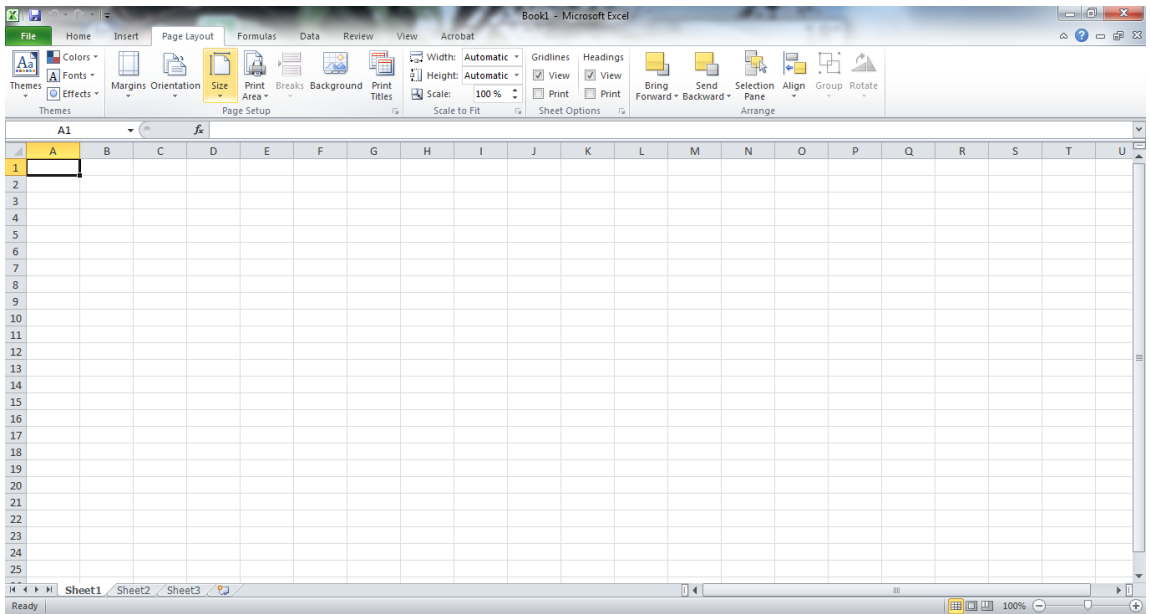 Book1 - Microsoft Excel
File Home Insert Page Layout Formulas Data Review View Acrobat
Themes
Colors
Fonts
Effects
Themes
Margins Orientation Size Print Area Breaks Background Print Titles
Page Setup
Width: Automatic
Height: Automatic
Scale: 100 %
Scale to Fit
Gridlines Headings
View View
Print Print
Sheet Options
Bring Forward Send Backward Selection Pane Align Group Rotate
Arrange
A1 fx
A B C D E F G H I J K L M N O P Q R S T U
1
2
3
4
5
6
7
8
9
10
11
12
13
14
15
16
17
18
19
20
21
22
23
24
25
Sheet1 Sheet2 Sheet3
Ready 100%